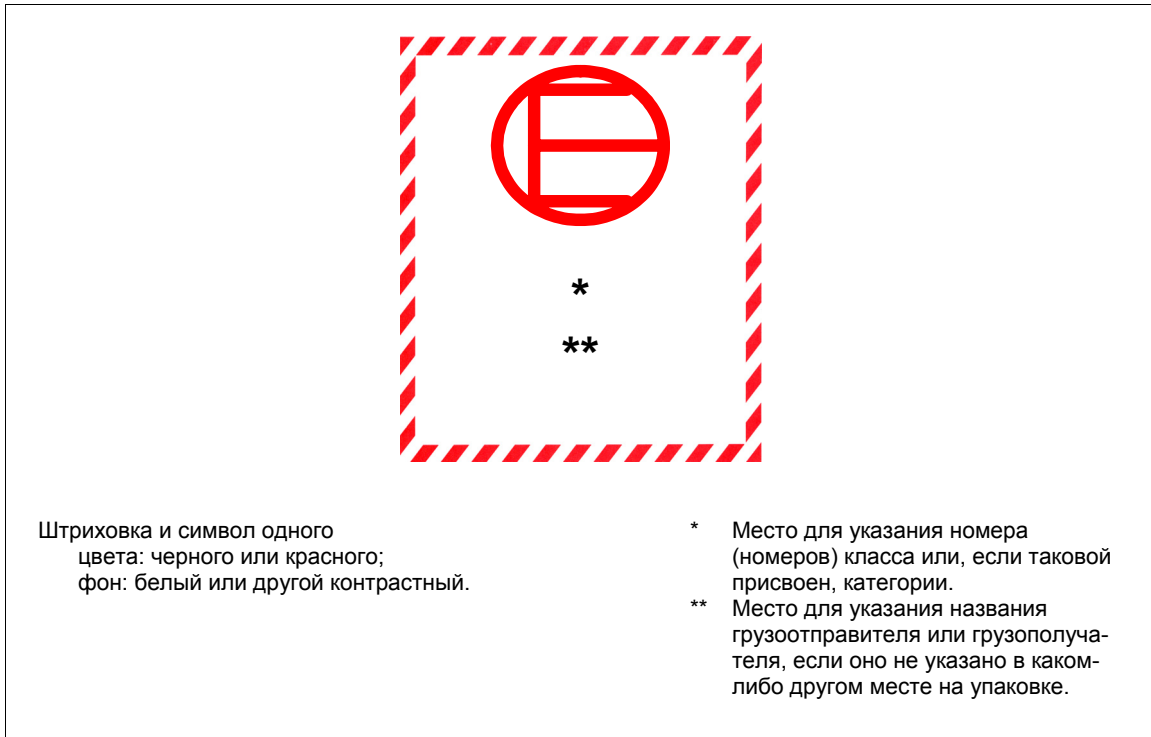 E
*
**
Штриховка и символ одного
цвета: черного или красного;
фон: белый или другой контрастный.
* Место для указания номера
(номеров) класса или, если таковой
присвоен, категории.
** Место для указания названия
грузоотправителя или грузополуча-
теля, если оно не указано в каком-
либо другом месте на упаковке.